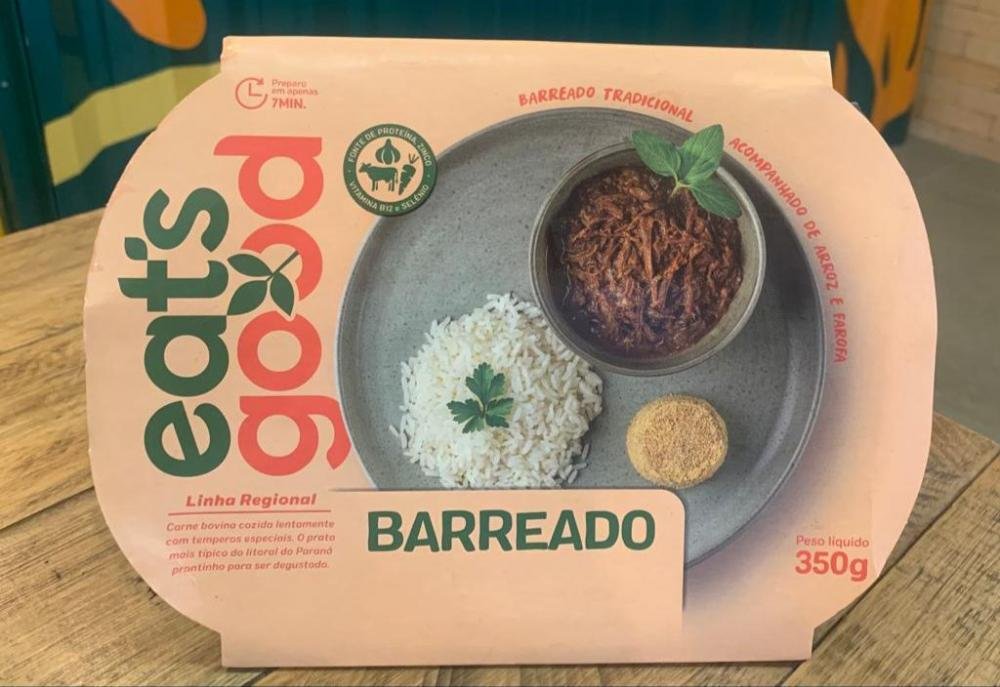 Preparo
em apenas
7MIN.
eat's
good
FONTE DE PROTEÍNA, ZINCO
VITAMINA B12 e SELÊNIO
BARREADO TRADICIONAL
ACOMPANHADO DE ARROZ E FAROFA
Linha Regional
Carne bovina cozida lentamente
com temperos especiais. O prato
mais típico do litoral do Paraná
prontinho para ser degustado.
BARREADO
Peso líquido
350g